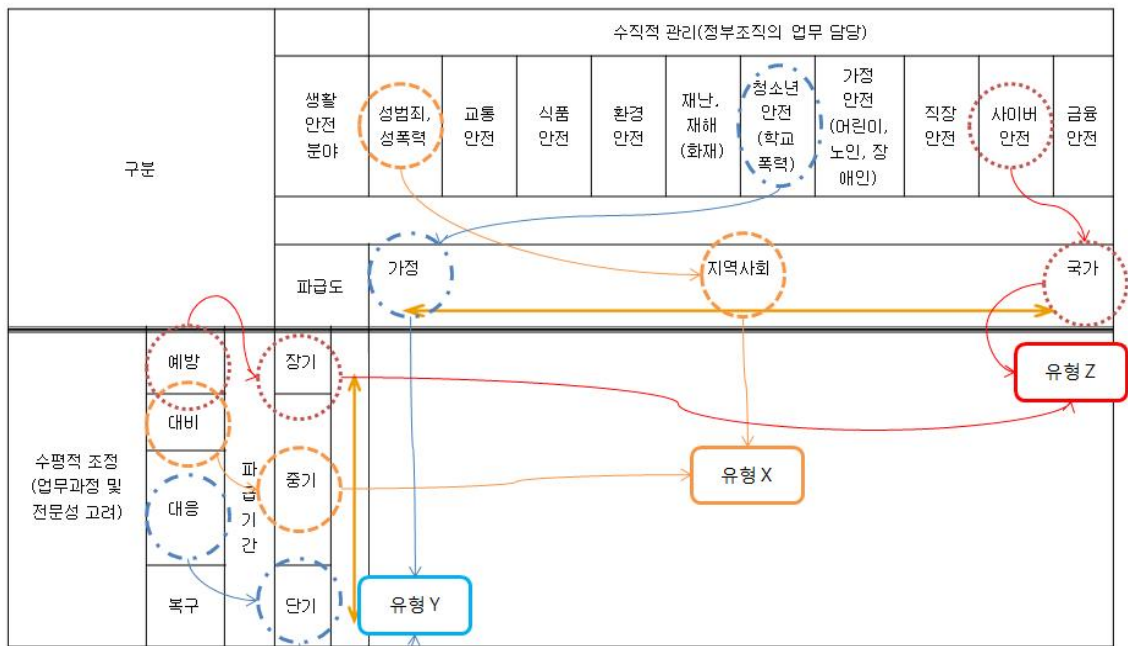 수직적 관리(정부조직의 업무 담당)
구분
생활
안전
분야
성범죄,
성폭력
교통
안전
식품
안전
환경
안전
재난,
재해
(화재)
청소년
안전
(학교
폭력)
가정
안전
(어린이,
노인, 장
애인)
직장
안전
사이버
안전
금융
안전
파급도
가정
지역사회
국가
수평적 조정
(업무과정 및
전문성 고려)
예방
대비
대응
복구
파
급
기
간
장기
중기
단기
유형 Z
유형 X
유형 Y